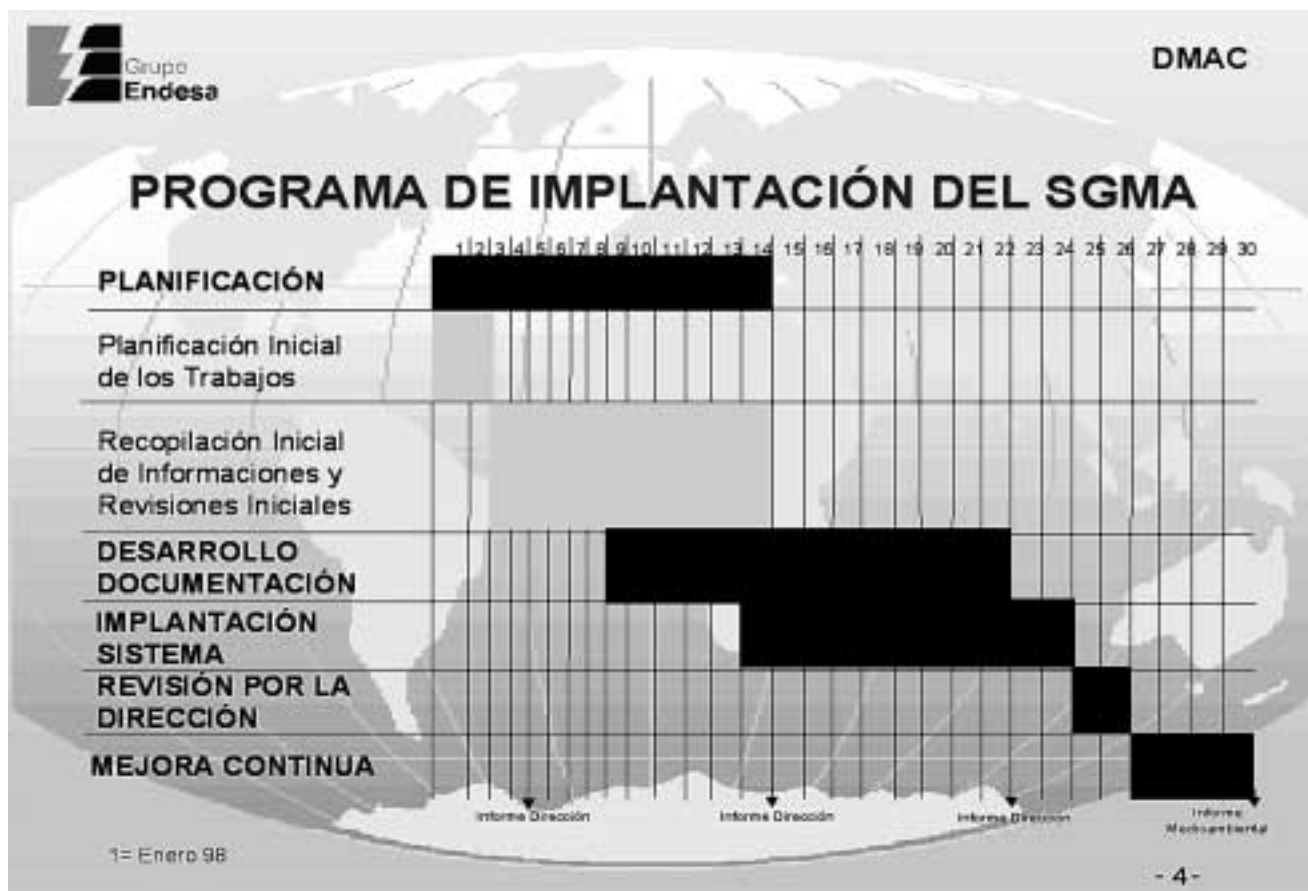 Grupo
Endesa
DMAC
PROGRAMA DE IMPLANTACIÓN DEL SGMA
1 2 3 4 5 6 7 8 9 10 11 12 13 14 15 16 17 18 19 20 21 22 23 24 25 26 27 28 29 30
PLANIFICACIÓN
Planificación Inicial
de los Trabajos
Recopilación Inicial
de Informaciones y
Revisiones Iniciales
DESARROLLO
DOCUMENTACIÓN
IMPLANTACIÓN
SISTEMA
REVISIÓN POR LA
DIRECCIÓN
MEJORA CONTINUA
Informe Dirección
Informe Dirección
Informe Dirección
Informe
Medioambiental
1= Enero 98
- 4 -